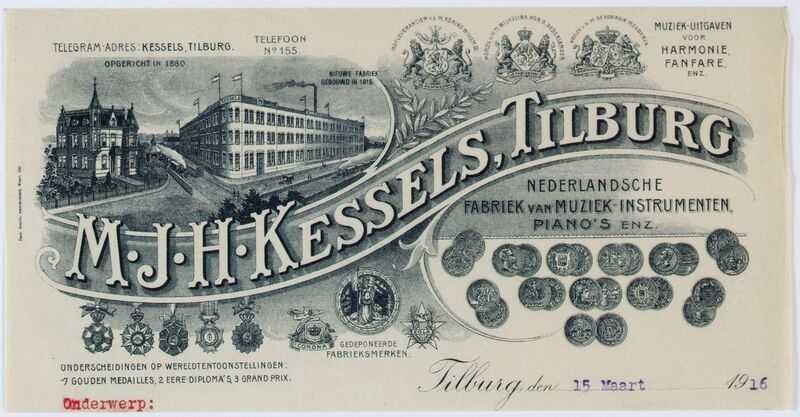 TELEGRAM-ADRES: KESSELS, TILBURG.
TELEFOON
No 155.
OPGERICHT IN 1880
NIEUWE FABRIEK
GEBOUWD IN 1915
MUZIEK-UITGAVEN
VOOR
HARMONIE,
FANFARE,
ENZ.
M·J·H·KESSELS, TILBURG
NEDERLANDSCHE
FABRIEK VAN MUZIEK-INSTRUMENTEN,
PIANO'S ENZ.
CORONA
GEDEPONEERDE
FABRIEKSMERKEN.
ONDERSCHEIDINGEN OP WERELDTENTOONSTELLINGEN:
7 GOUDEN MEDAILLES, 2 EERE-DIPLOMA'S, 3 GRAND PRIX.
Tilburg, den 15 Maart 1916
Onderwerp: